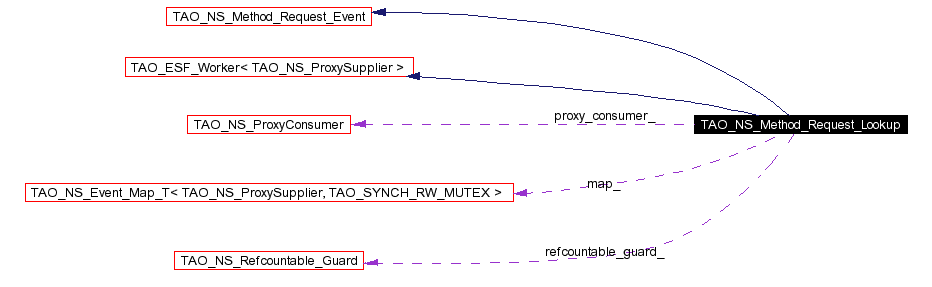 TAO_NS_Method_Request_Event
TAO_ESF_Worker< TAO_NS_ProxySupplier >
proxy_consumer_
TAO_NS_ProxyConsumer
TAO_NS_Method_Request_Lookup
map_
TAO_NS_Event_Map_T< TAO_NS_ProxySupplier, TAO_SYNCH_RW_MUTEX >
refcountable_guard_
TAO_NS_Refcountable_Guard